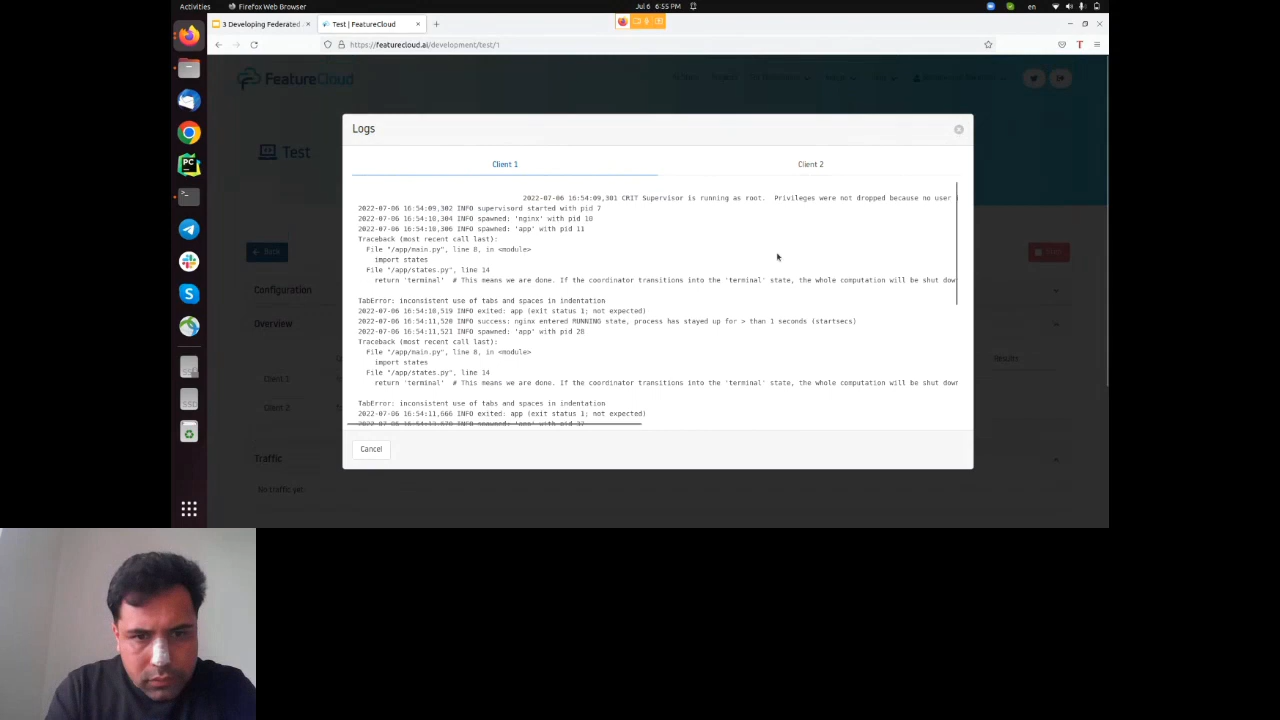 Activities
Firefox Web Browser
Jul 6 6:55 PM
en
3 Developing Federated
Test | FeatureCloud
https://featurecloud.ai/development/test/1
FeatureCloud
Test
Logs
Client 1
Client 2
2022-07-06 16:54:09,301 CRIT Supervisor is running as root. Privileges were not dropped because no user
2022-07-06 16:54:09,302 INFO supervisord started with pid 7
2022-07-06 16:54:10,304 INFO spawned: 'nginx' with pid 10
2022-07-06 16:54:10,306 INFO spawned: 'app' with pid 11
Traceback (most recent call last):
File "/app/main.py", line 8, in <module>
import states
File "/app/states.py", line 14
return 'terminal' # This means we are done. If the coordinator transitions into the 'terminal' state, the whole computation will be shut down
TabError: inconsistent use of tabs and spaces in indentation
2022-07-06 16:54:10,519 INFO exited: app (exit status 1; not expected)
2022-07-06 16:54:11,520 INFO success: nginx entered RUNNING state, process has stayed up for > than 1 seconds (startsecs)
2022-07-06 16:54:11,521 INFO spawned: 'app' with pid 28
Traceback (most recent call last):
File "/app/main.py", line 8, in <module>
import states
File "/app/states.py", line 14
return 'terminal' # This means we are done. If the coordinator transitions into the 'terminal' state, the whole computation will be shut down
TabError: inconsistent use of tabs and spaces in indentation
2022-07-06 16:54:11,666 INFO exited: app (exit status 1; not expected)
Cancel
Back
Stop
Configuration
Overview
Results
Client 1
Client 2
Traffic
No traffic yet.